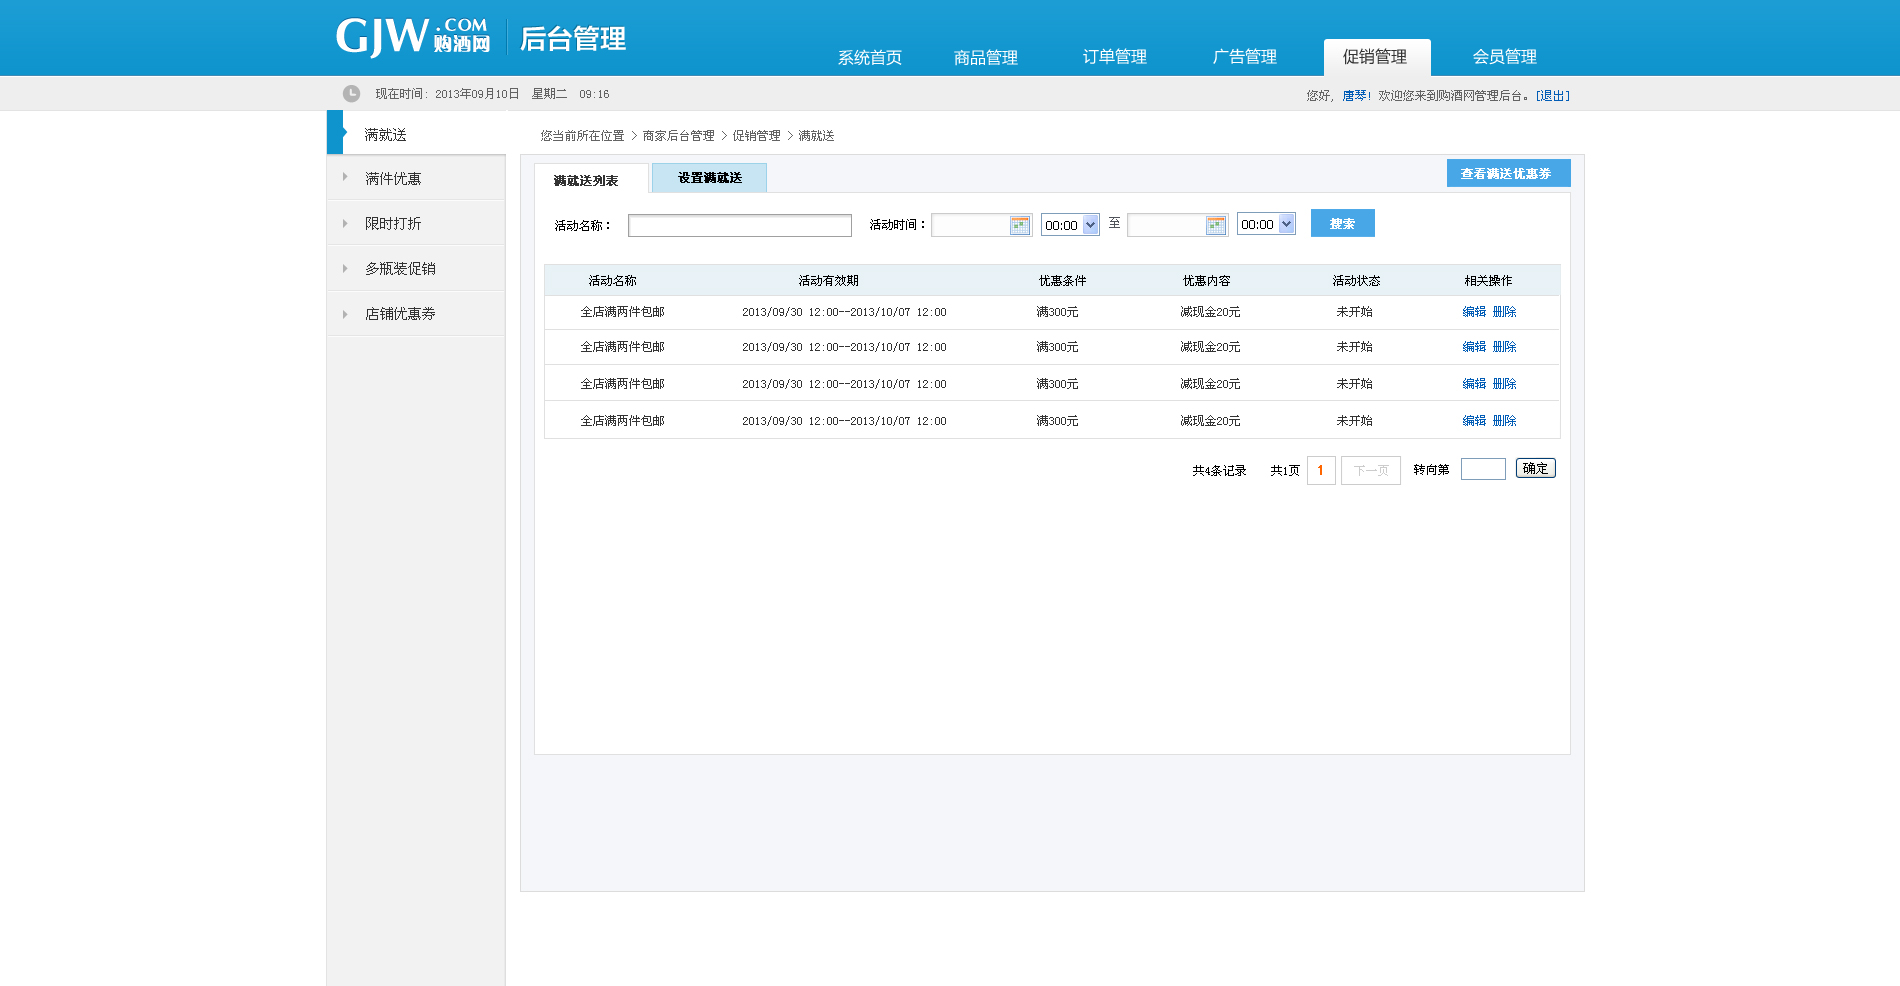 GJW.COM 购酒网 后台管理
系统首页 商品管理 订单管理 广告管理 促销管理 会员管理
现在时间: 2013年09月10日 星期二 09:16
您好, 唐琴! 欢迎您来到购酒网管理后台。[退出]
满就送
满件优惠
限时打折
多瓶装促销
店铺优惠券
您当前所在位置 > 商家后台管理 > 促销管理 > 满就送
满就送列表 设置满就送 查看满送优惠券
活动名称： 活动时间： 00:00 至 00:00 搜索
活动名称 活动有效期 优惠条件 优惠内容 活动状态 相关操作
全店满两件包邮 2013/09/30 12:00--2013/10/07 12:00 满300元 减现金20元 未开始 编辑 删除
全店满两件包邮 2013/09/30 12:00--2013/10/07 12:00 满300元 减现金20元 未开始 编辑 删除
全店满两件包邮 2013/09/30 12:00--2013/10/07 12:00 满300元 减现金20元 未开始 编辑 删除
全店满两件包邮 2013/09/30 12:00--2013/10/07 12:00 满300元 减现金20元 未开始 编辑 删除
共4条记录 共1页 1 下一页 转向第 确定